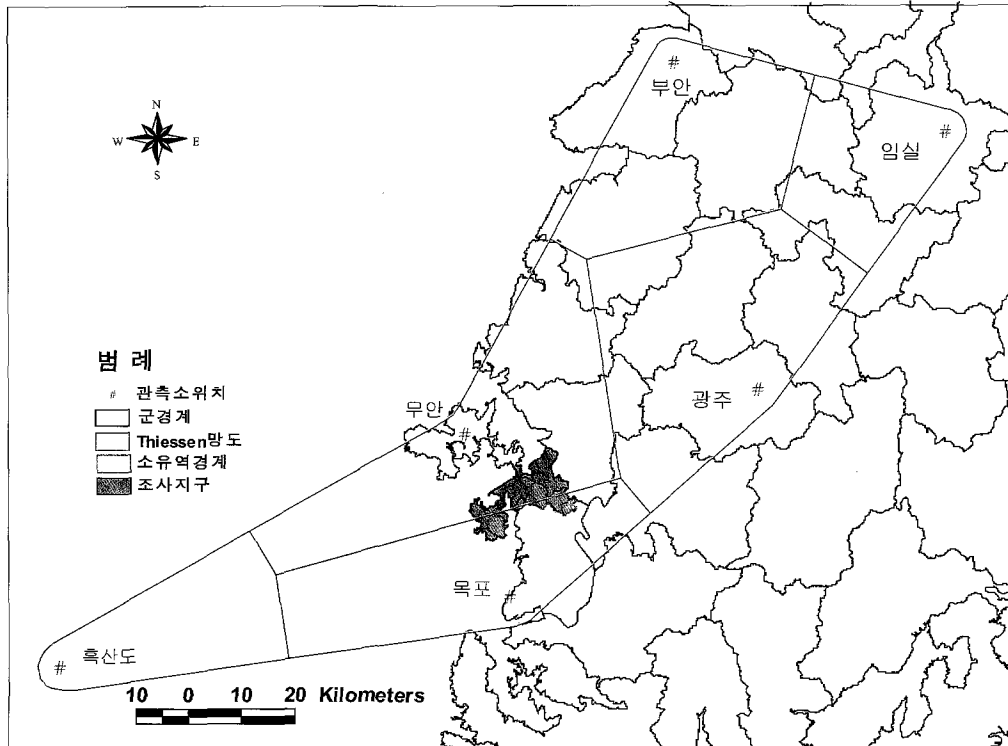 N
W
E
S
# 부안
# 임실
범 례
# 관측소위치
군경계
Thiessen망도
소유역경계
조사지구
무안
#
광주 #
목포 #
# 흑산도
10 0 10 20 Kilometers